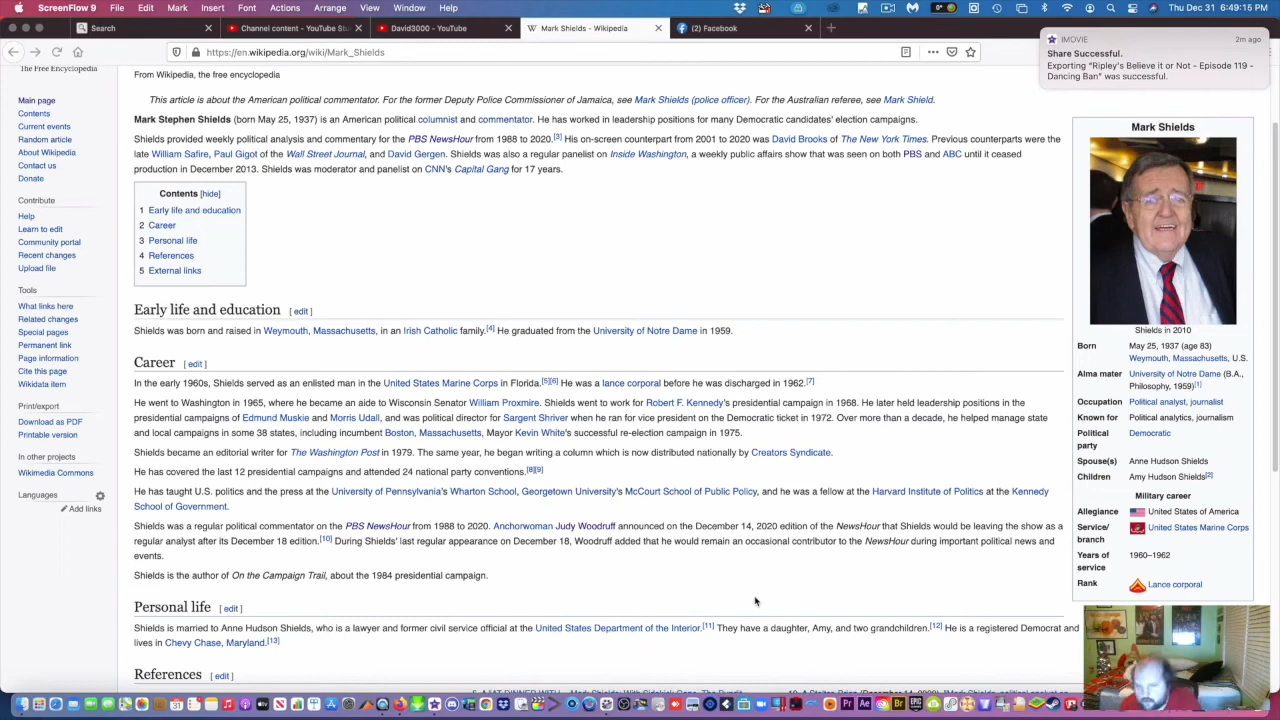 Screenflow 9 File Edit View History Bookmarks Tools Window Help
Search
Channel content - YouTube Stu
David3000 - YouTube
Mark Shields - Wikipedia
(2) Facebook
https://en.wikipedia.org/wiki/Mark_Shields
IMOVIE
2m ago
Share Successful.
Exporting "Ripley's Believe it or Not - Episode 119 -
Dancing Ban" was successful.
The Free Encyclopedia
Main page
Contents
Current events
Random article
About Wikipedia
Contact us
Donate
Contribute
Help
Learn to edit
Community portal
Recent changes
Upload file
Tools
What links here
Related changes
Special pages
Permanent link
Page information
Cite this page
Wikidata item
Print/export
Download as PDF
Printable version
In other projects
Wikimedia Commons
Languages
Add links
From Wikipedia, the free encyclopedia
This article is about the American political commentator. For the former Deputy Police Commissioner of Jamaica, see Mark Shields (police officer). For the Australian referee, see Mark Shield.
Mark Stephen Shields (born May 25, 1937) is an American political columnist and commentator. He has worked in leadership positions for many Democratic candidates' election campaigns.
Shields provided weekly political analysis and commentary for the PBS NewsHour from 1988 to 2020.[3] His on-screen counterpart from 2001 to 2020 was David Brooks of The New York Times. Previous counterparts were the
late William Safire, Paul Gigot of the Wall Street Journal, and David Gergen. Shields was also a regular panelist on Inside Washington, a weekly public affairs show that was seen on both PBS and ABC until it ceased
production in December 2013. Shields was moderator and panelist on CNN's Capital Gang for 17 years.
Contents [hide]
1 Early life and education
2 Career
3 Personal life
4 References
5 External links
Early life and education [ edit ]
Shields was born and raised in Weymouth, Massachusetts, in an Irish Catholic family.[4] He graduated from the University of Notre Dame in 1959.
Career [ edit ]
In the early 1960s, Shields served as an enlisted man in the United States Marine Corps in Florida.[5][6] He was a lance corporal before he was discharged in 1962.[7]
He went to Washington in 1965, where he became an aide to Wisconsin Senator William Proxmire. Shields went to work for Robert F. Kennedy's presidential campaign in 1968. He later held leadership positions in the
presidential campaigns of Edmund Muskie and Morris Udall, and was political director for Sargent Shriver when he ran for vice president on the Democratic ticket in 1972. Over more than a decade, he helped manage state
and local campaigns in some 38 states, including incumbent Boston, Massachusetts, Mayor Kevin White's successful re-election campaign in 1975.
Shields became an editorial writer for The Washington Post in 1979. The same year, he began writing a column which is now distributed nationally by Creators Syndicate.
He has covered the last 12 presidential campaigns and attended 24 national party conventions.[8][9]
He has taught U.S. politics and the press at the University of Pennsylvania's Wharton School, Georgetown University's McCourt School of Public Policy, and he was a fellow at the Harvard Institute of Politics at the Kennedy
School of Government.
Shields was a regular political commentator on the PBS NewsHour from 1988 to 2020. Anchorwoman Judy Woodruff announced on the December 14, 2020 edition of the NewsHour that Shields would be leaving the show as a
regular analyst after its December 18 edition.[10] During Shields' last regular appearance on December 18, Woodruff added that he would remain an occasional contributor to the NewsHour during important political news and
events.
Shields is the author of On the Campaign Trail, about the 1984 presidential campaign.
Personal life [ edit ]
Shields is married to Anne Hudson Shields, who is a lawyer and former civil service official at the United States Department of the Interior.[11] They have a daughter, Amy, and two grandchildren.[12] He is a registered Democrat and
lives in Chevy Chase, Maryland.[13]
References [ edit ]
Mark Shields
Shields in 2010
Born May 25, 1937 (age 83)
Weymouth, Massachusetts, U.S.
Alma mater University of Notre Dame (B.A.,
Philosophy, 1959)[1]
Occupation Political analyst, journalist
Known for Political analytics, journalism
Political party Democratic
Spouse(s) Anne Hudson Shields
Children Amy Hudson Shields[2]
Military career
Allegiance United States of America
Service/branch United States Marine Corps
Years of service 1960–1962
Rank Lance corporal